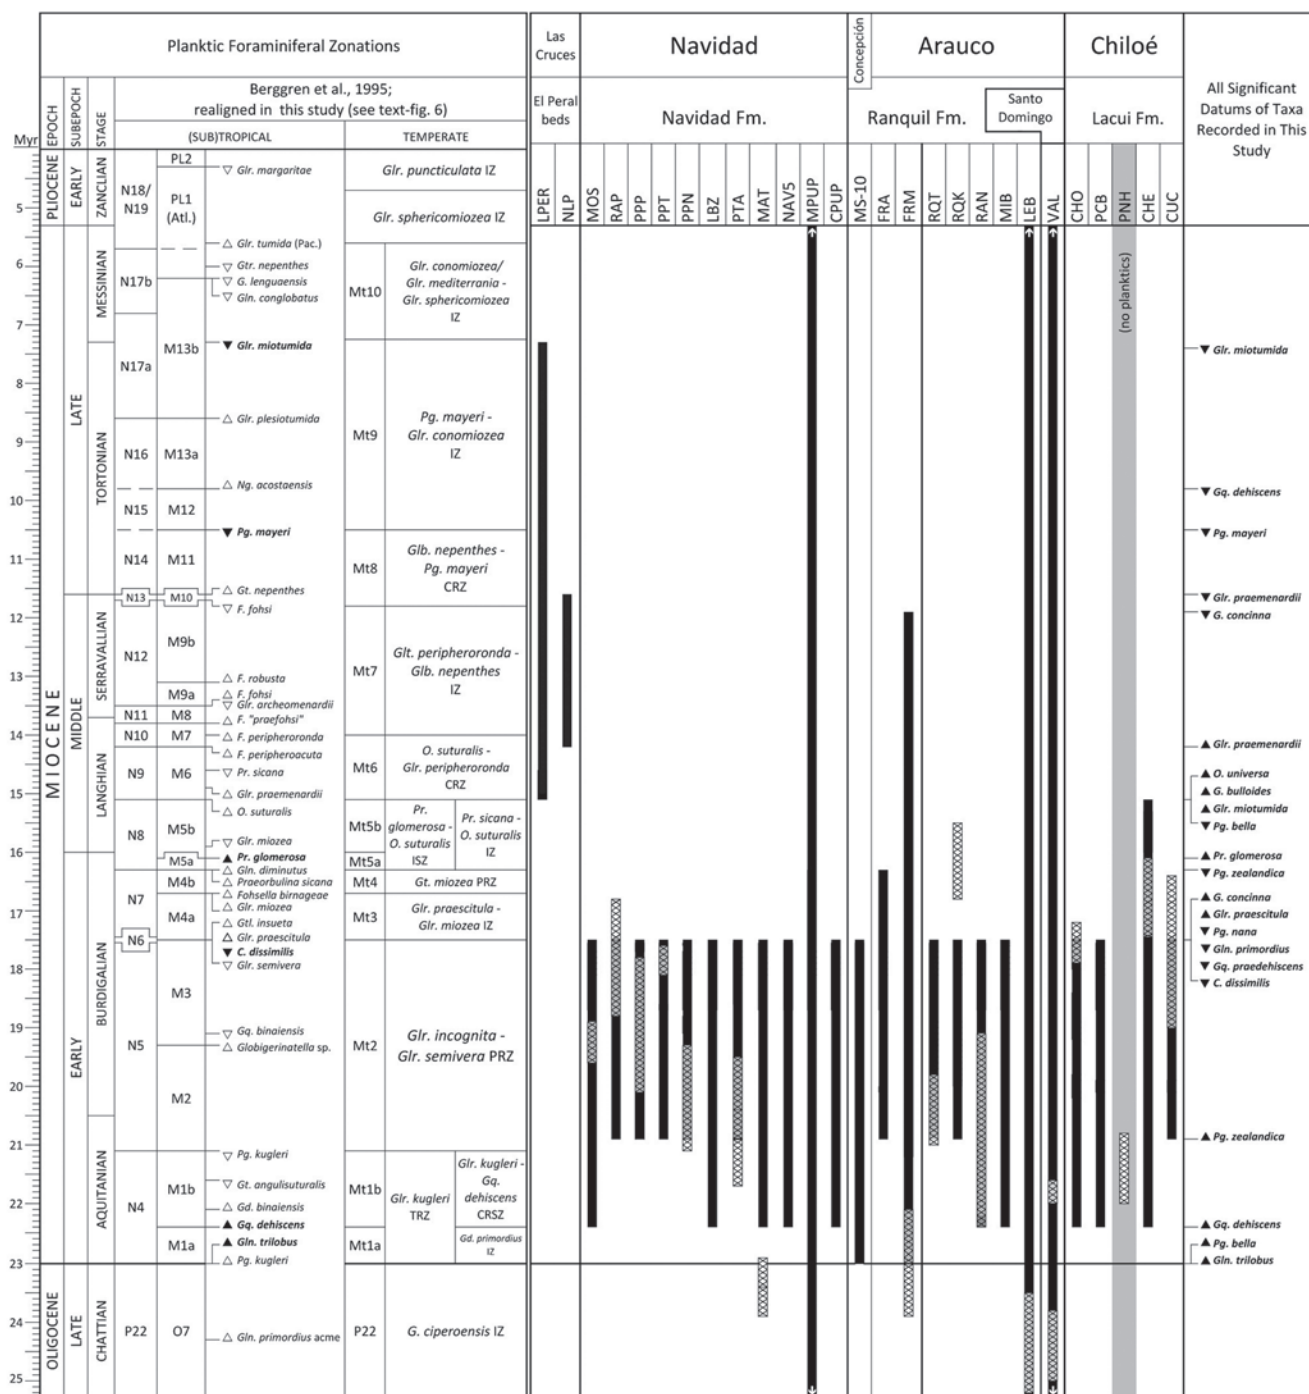 Planktic Foraminiferal Zonations
Berggren et al., 1995;
realigned in this study (see text-fig. 6)
(SUB)TROPICAL
TEMPERATE
Myr
EPOCH
SUBEPOCH
STAGE
Las
Cruces
Navidad
Concepción
Arauco
Chiloé
El Peral
beds
Navidad Fm.
Ranquil Fm.
Santo
Domingo
Lacui Fm.
All Significant
Datums of Taxa
Recorded in This
Study
LPER
NLP
MOS
RAP
PPP
PPT
PPN
LBZ
PTA
MAT
NAV5
MPUP
CPUP
MS-10
FRA
FRM
RQT
RQK
RAN
MIB
LEB
VAL
CHO
PCB
PNH
CHE
CUC
(no planktics)
5
6
7
8
9
10
11
12
13
14
15
16
17
18
19
20
21
22
23
24
25
PLIOCENE
MIOCENE
OLIGOCENE
EARLY
LATE
MIDDLE
EARLY
LATE
ZANCLIAN
MESSINIAN
TORTONIAN
SERRAVALLIAN
LANGHIAN
BURDIGALIAN
AQUITANIAN
CHATTIAN
N18/
N19
N17b
N17a
N16
N15
N14
N13
N12
N11
N10
N9
N8
N7
N6
N5
N4
P22
PL2
PL1
(Atl.)
M13b
M13a
M12
M11
M10
M9b
M9a
M8
M7
M6
M5b
M5a
M4b
M4a
M3
M2
M1b
M1a
O7
▽ Glr. margaritae
△ Glr. tumida (Pac.)
▽ Gtr. nepenthes
▽ G. lenguaensis
▽ Gln. conglobatus
▼ Glr. miotumida
△ Glr. plesiotumida
△ Ng. acostaensis
▼ Pg. mayeri
△ Gt. nepenthes
▽ F. fohsi
△ F. robusta
△ F. fohsi
▽ Glr. archeomenardii
△ F. "praefohsi"
△ F. peripheroronda
△ F. peripheroacuta
▽ Pr. sicana
△ Glr. praemenardii
△ O. suturalis
▽ Glr. miozea
▲ Pr. glomerosa
△ Gln. diminutus
△ Praeorbulina sicana
△ Fohsella birnageae
△ Glr. miozea
△ Gtl. insueta
△ Glr. praescitula
▼ C. dissimilis
▽ Glr. semivera
▽ Gq. binaiensis
△ Globigerinatella sp.
▽ Pg. kugleri
▽ Gt. angulisuturalis
△ Gd. binaiensis
▲ Gq. dehiscens
▲ Gln. trilobus
△ Pg. kugleri
△ Gln. primordius acme
Glr. puncticulata IZ
Glr. sphericomiozea IZ
Mt10
Glr. conomiozea/
Glr. mediterrania -
Glr. sphericomiozea
IZ
Mt9
Pg. mayeri -
Glr. conomiozea
IZ
Mt8
Glb. nepenthes -
Pg. mayeri
CRZ
Mt7
Glt. peripheroronda -
Glb. nepenthes
IZ
Mt6
O. suturalis -
Glr. peripheroronda
CRZ
Mt5b
Mt5a
Pr.
glomerosa -
O. suturalis
ISZ
Pr. sicana -
O. suturalis
IZ
Mt4
Gt. miozea PRZ
Mt3
Glr. praescitula -
Glr. miozea IZ
Mt2
Glr. incognita -
Glr. semivera PRZ
Mt1b
Mt1a
Glr. kugleri
TRZ
Glr. kugleri -
Gq.
dehiscens
CRSZ
Gd. primordius
IZ
P22
G. ciperoensis IZ
▼ Glr. miotumida
▼ Gq. dehiscens
▼ Pg. mayeri
▼ Glr. praemenardii
▼ G. concinna
▲ Glr. praemenardii
▲ O. universa
▲ G. bulloides
▲ Glr. miotumida
▼ Pg. bella
▲ Pr. glomerosa
▼ Pg. zealandica
▲ G. concinna
▲ Glr. praescitula
▼ Pg. nana
▼ Gln. primordius
▼ Gq. praedehiscens
▼ C. dissimilis
▲ Pg. zealandica
▲ Gq. dehiscens
▲ Pg. bella
▲ Gln. trilobus